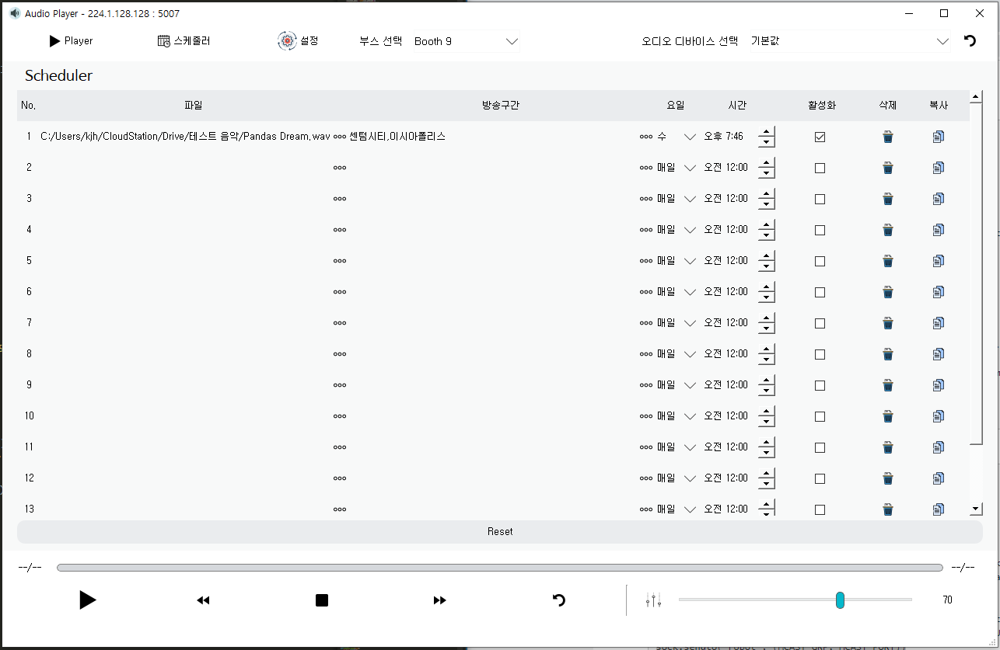 Audio Player - 224.1.128.128 : 5007
Player 스케줄러 설정 부스 선택 Booth 9 오디오 디바이스 선택 기본값
Scheduler
No. 파일 방송구간 요일 시간 활성화 삭제 복사
1 C:/Users/kjh/CloudStation/Drive/테스트 음악/Pandas Dream.wav 센텀시티,이시아폴리스 수 오후 7:46
2 매일 오전 12:00
3 매일 오전 12:00
4 매일 오전 12:00
5 매일 오전 12:00
6 매일 오전 12:00
7 매일 오전 12:00
8 매일 오전 12:00
9 매일 오전 12:00
10 매일 오전 12:00
11 매일 오전 12:00
12 매일 오전 12:00
13 매일 오전 12:00
Reset
--/-- --/--
70